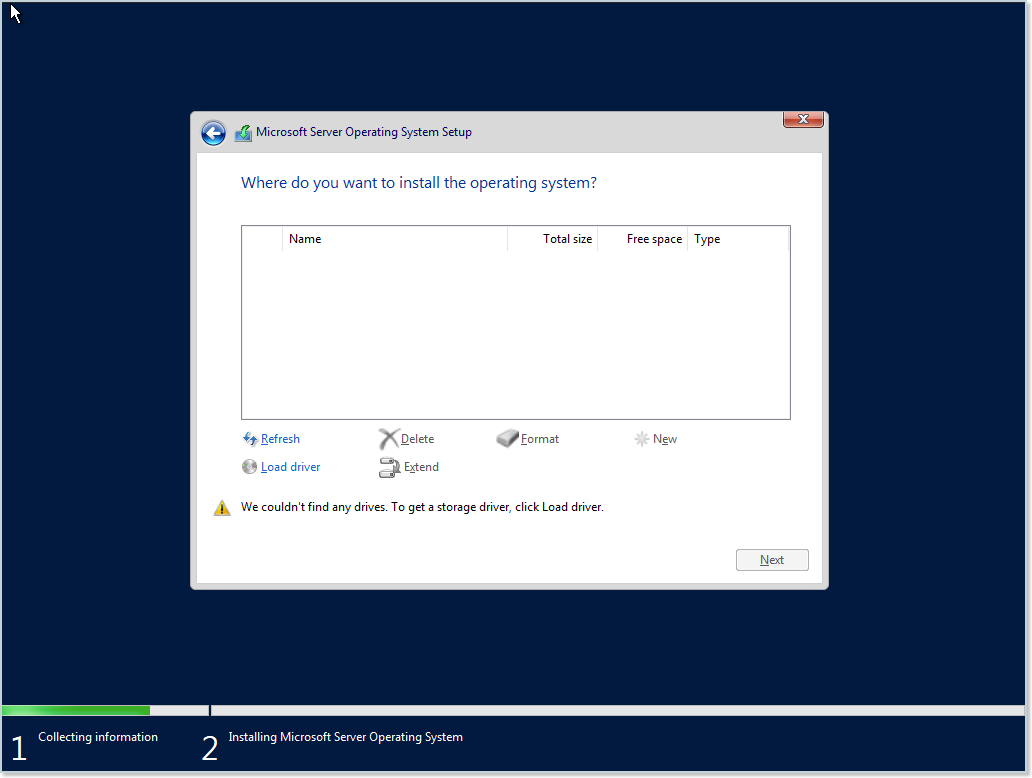 Microsoft Server Operating System Setup
Where do you want to install the operating system?
Name Total size Free space Type
Refresh Delete Format New
Load driver Extend
We couldn't find any drives. To get a storage driver, click Load driver.
Next
1 Collecting information 2 Installing Microsoft Server Operating System